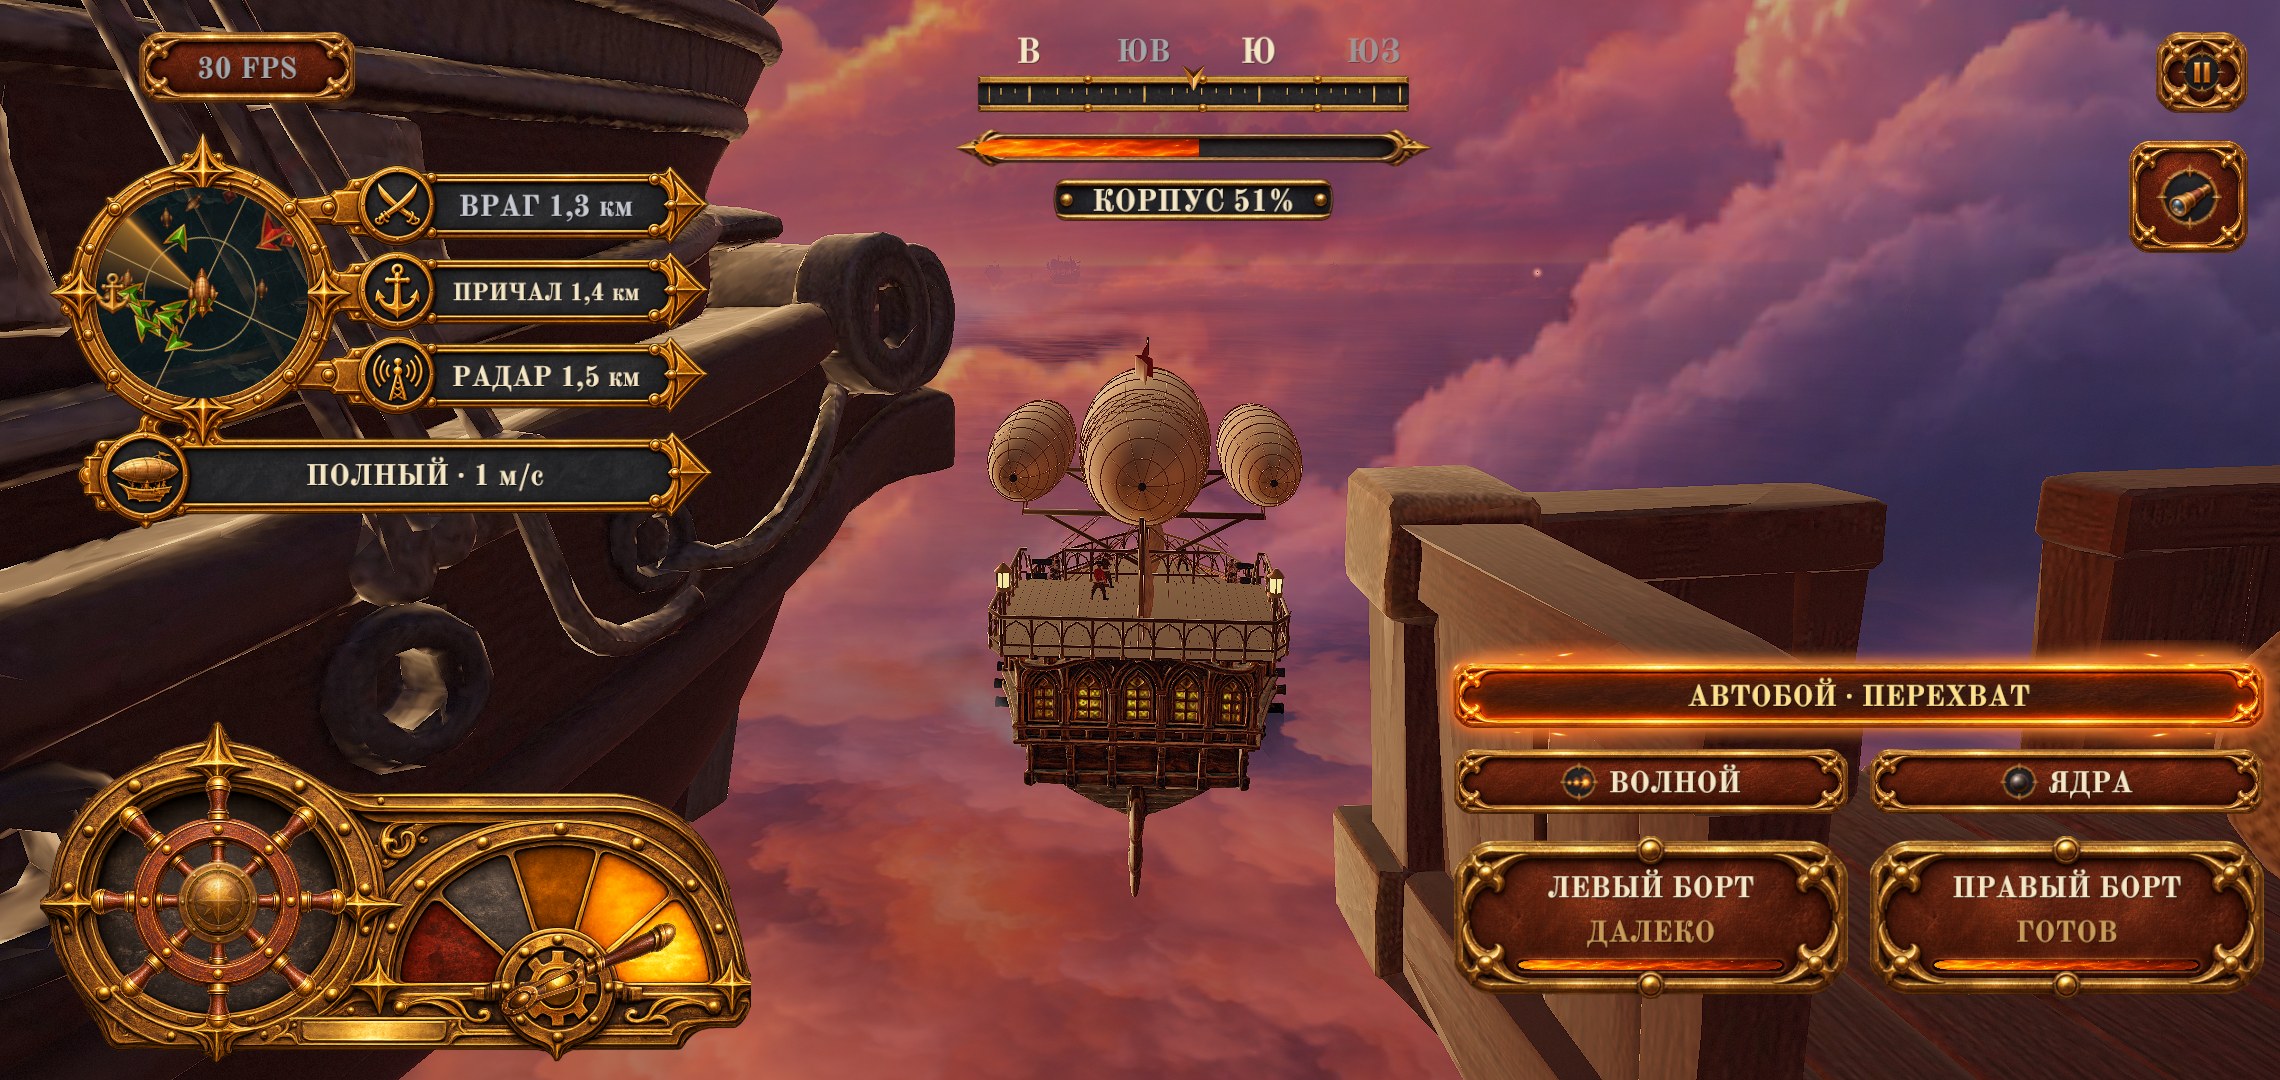 30 FPS
В ЮВ Ю ЮЗ
КОРПУС 51%
ВРАГ 1,3 км
ПРИЧАЛ 1,4 км
РАДАР 1,5 км
ПОЛНЫЙ · 1 м/с
АВТОБОЙ · ПЕРЕХВАТ
ВОЛНОЙ
ЯДРА
ЛЕВЫЙ БОРТ
ДАЛЕКО
ПРАВЫЙ БОРТ
ГОТОВ